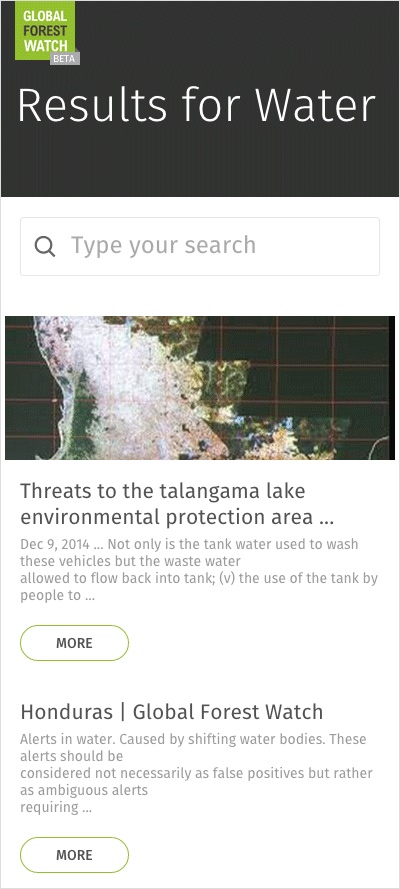 GLOBAL
FOREST
WATCH
BETA
Results for Water
Type your search
Threats to the talangama lake
environmental protection area ...
Dec 9, 2014 ... Not only is the tank water used to wash
these vehicles but the waste water
allowed to flow back into tank; (v) the use of the tank by
people to ...
MORE
Honduras | Global Forest Watch
Alerts in water. Caused by shifting water bodies. These
alerts should be
considered not necessarily as false positives but rather
as ambiguous alerts
requiring ...
MORE